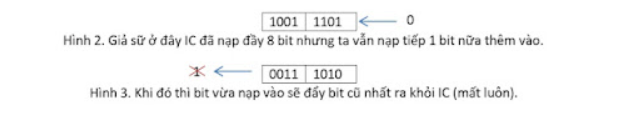 1001 1101 0
Hình 2. Giả sữ ở đây IC đã nạp đầy 8 bit nhưng ta vẫn nạp tiếp 1 bit nữa thêm vào.
1 0011 1010
Hình 3. Khi đó thì bit vừa nạp vào sẽ đẩy bit cũ nhất ra khỏi IC (mất luôn).